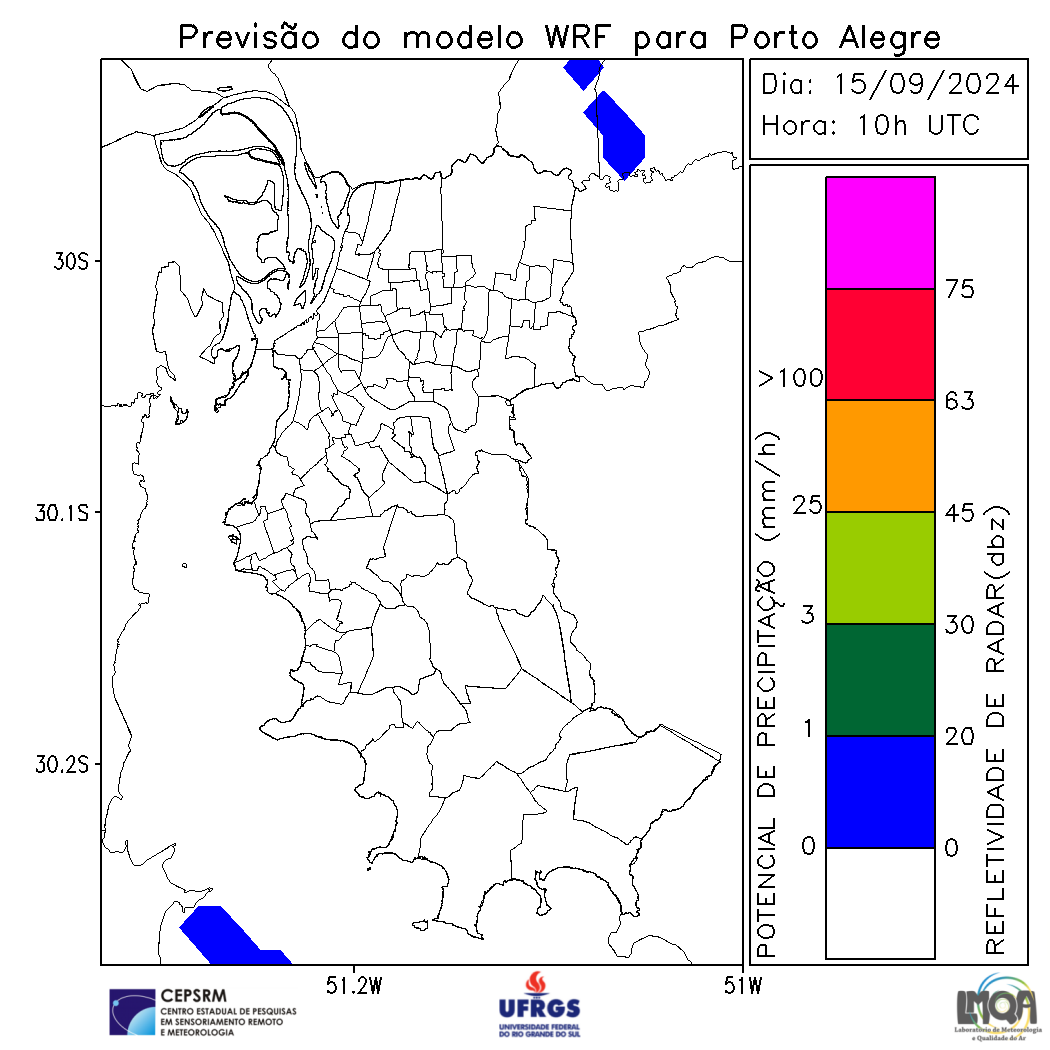 Previsão do modelo WRF para Porto Alegre
Dia: 15/09/2024
Hora: 10h UTC
30S
30.1S
30.2S
51.2W
51W
POTENCIAL DE PRECIPITAÇÃO (mm/h)
>100
25
3
1
0
75
63
45
30
20
0
REFLETIVIDADE DE RADAR(dbz)
CEPSRM
CENTRO ESTADUAL DE PESQUISAS
EM SENSORIAMENTO REMOTO
E METEOROLOGIA
UFRGS
UNIVERSIDADE FEDERAL
DO RIO GRANDE DO SUL
LMQA
Laboratório de Meteorologia
e Qualidade do Ar